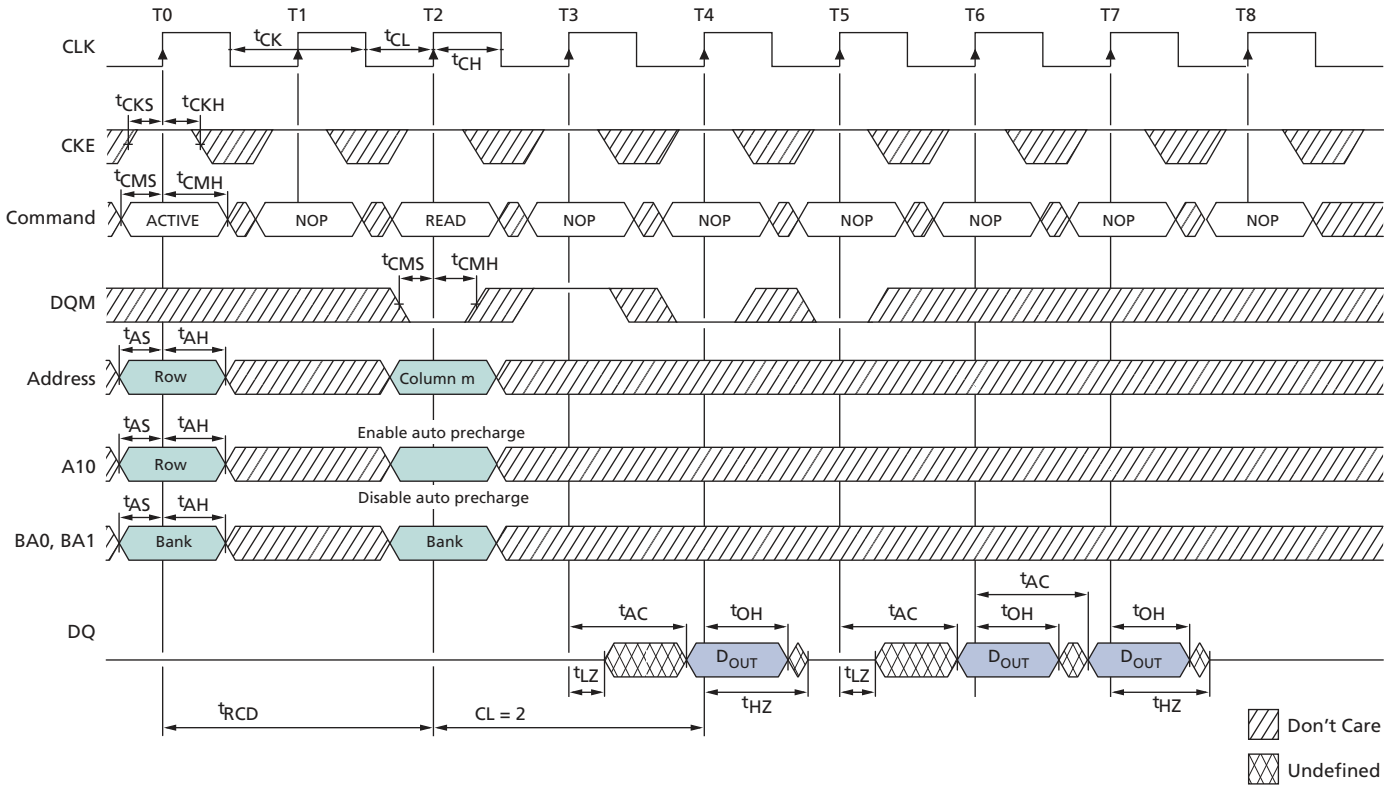 T0 T1 T2 T3 T4 T5 T6 T7 T8
CLK tCK tCL tCH
tCKS tCKH
CKE
tCMS tCMH
Command ACTIVE NOP READ NOP NOP NOP NOP NOP NOP
tCMS tCMH
DQM
tAS tAH
Address Row Column m
tAS tAH Enable auto precharge
A10 Row
tAS tAH Disable auto precharge
BA0, BA1 Bank Bank
tAC
tAC tOH tAC tOH tOH
DQ
DOUT DOUT DOUT
tLZ tLZ
tHZ tHZ
tRCD CL = 2
Don't Care
Undefined